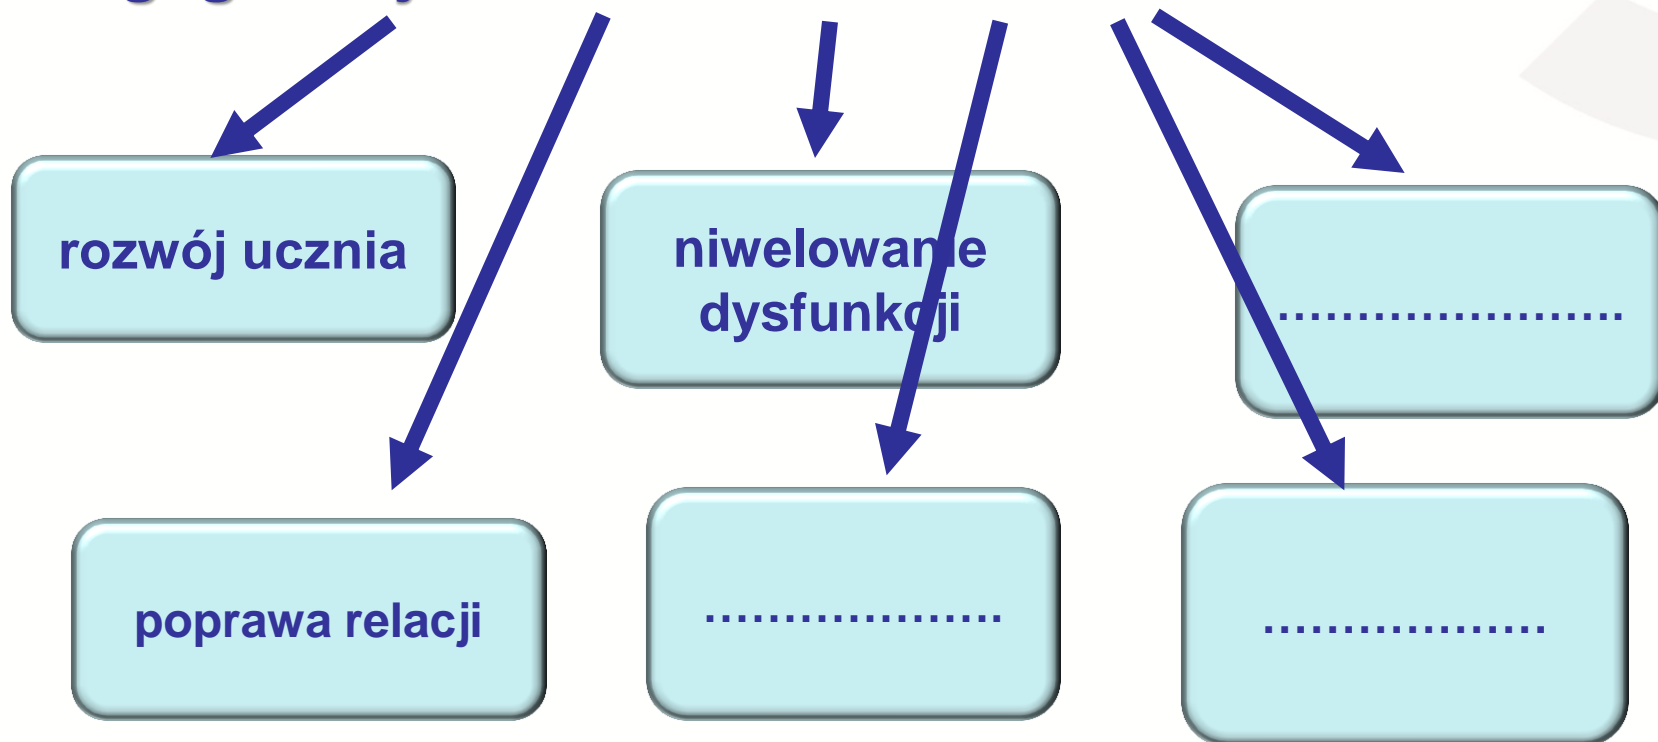 rozwój ucznia
niwelowanie
dysfunkcji
…………………..
poprawa relacji
……………….
………………